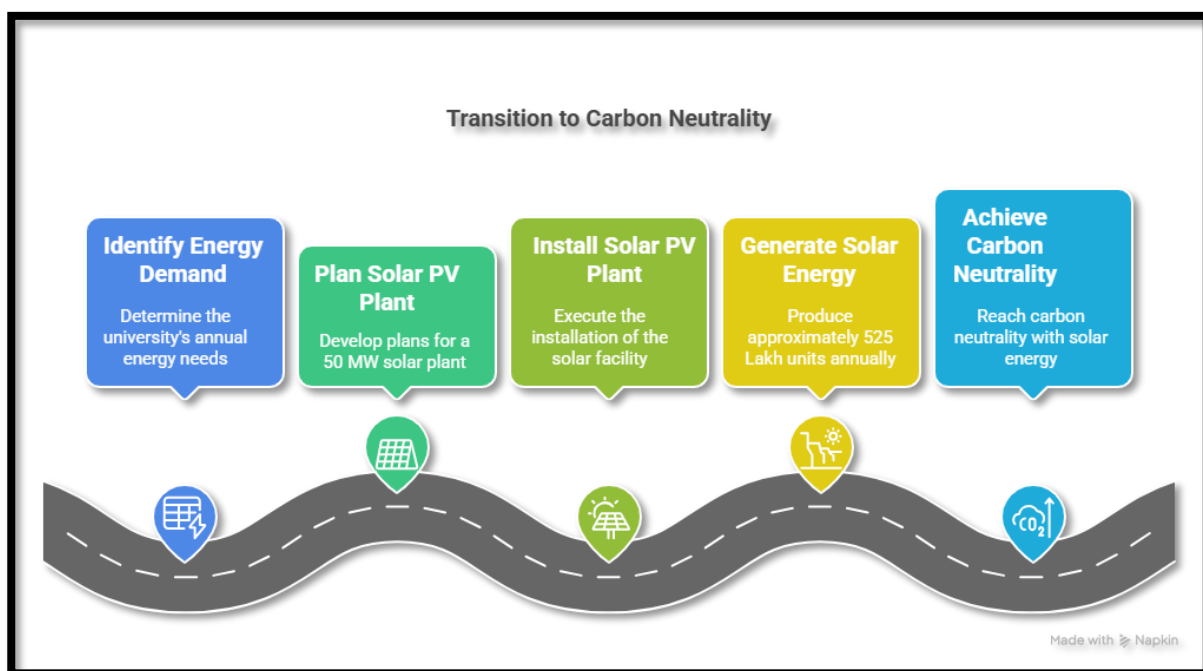 Transition to Carbon Neutrality
Identify Energy
Demand
Determine the
university's annual
energy needs
Plan Solar PV
Plant
Develop plans for a
50 MW solar plant
Install Solar PV
Plant
Execute the
installation of the
solar facility
Generate Solar
Energy
Produce
approximately 525
Lakh units annually
Achieve
Carbon
Neutrality
Reach carbon
neutrality with solar
energy
CO2
Made with Napkin